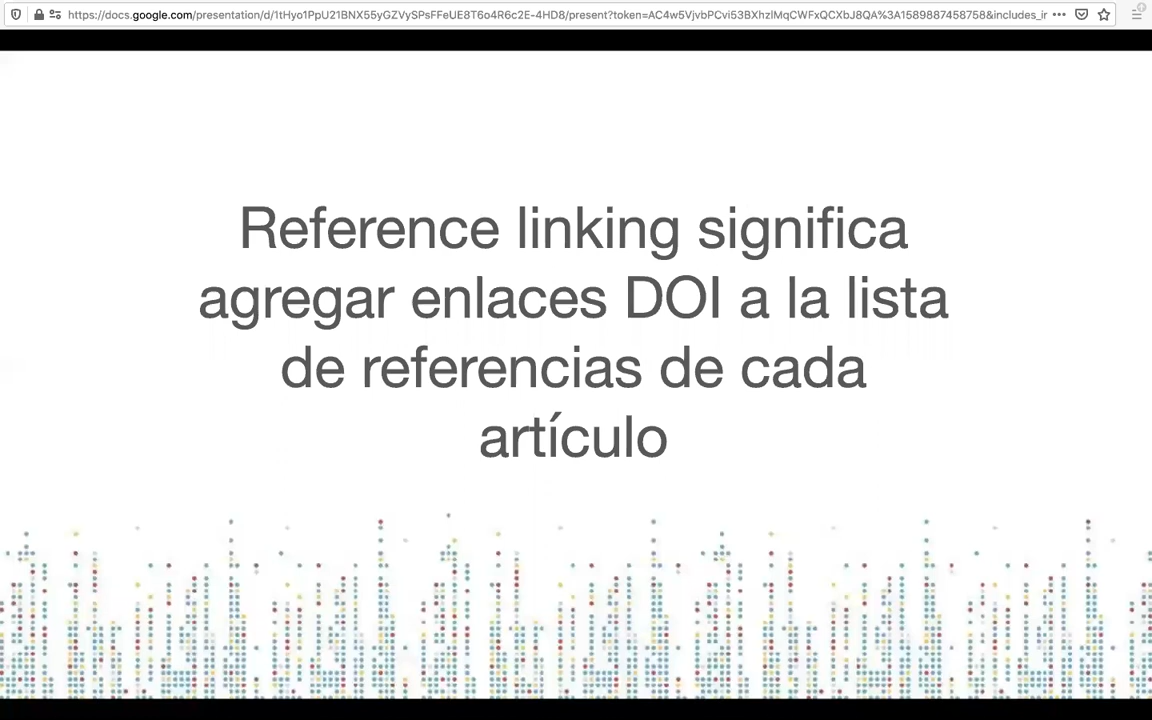 https://docs.google.com/presentation/d/1tHyo1PpU21BNX55yGZVySPsFFeUE8T6o4R6c2E-4HD8/present?token=AC4w5VjvbPCvi53BXhzlMqCWFxQCXbJ8QA%3A1589887458758&includes_ir
Reference linking significa
agregar enlaces DOI a la lista
de referencias de cada
artículo